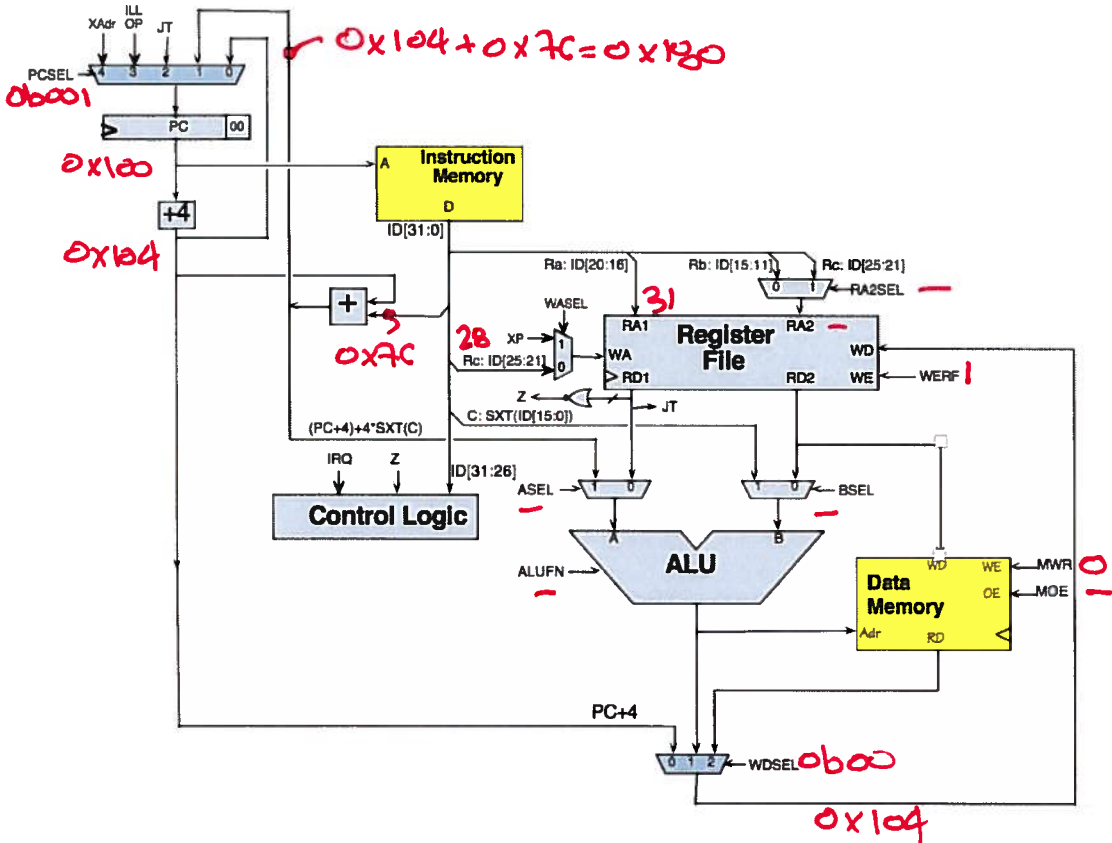 ILL
XAdr OP JT
0x104 + 0x7C = 0x180
PCSEL 4 3 2 1 0
0b001
PC 00
0x100
A Instruction
Memory
D
+4
ID[31:0]
0x104
Ra: ID[20:16] Rb: ID[15:11] Rc: ID[25:21]
0 1 RA2SEL —
+
WASEL
31
RA1 RA2 —
XP 1
28
Register
File
0x7C
Rc: ID[25:21] 0
WA WD
RD1 RD2 WE WERF 1
Z JT
C: SXT(ID[15:0])
(PC+4)+4*SXT(C)
IRQ Z ID[31:26]
ASEL 1 0 1 0 BSEL
— —
Control Logic
A B
ALU
ALUFN
—
WD WE MWR 0
Data
Memory
OE MOE —
Adr RD
PC+4
0 1 2 WDSEL 0b00
0x104